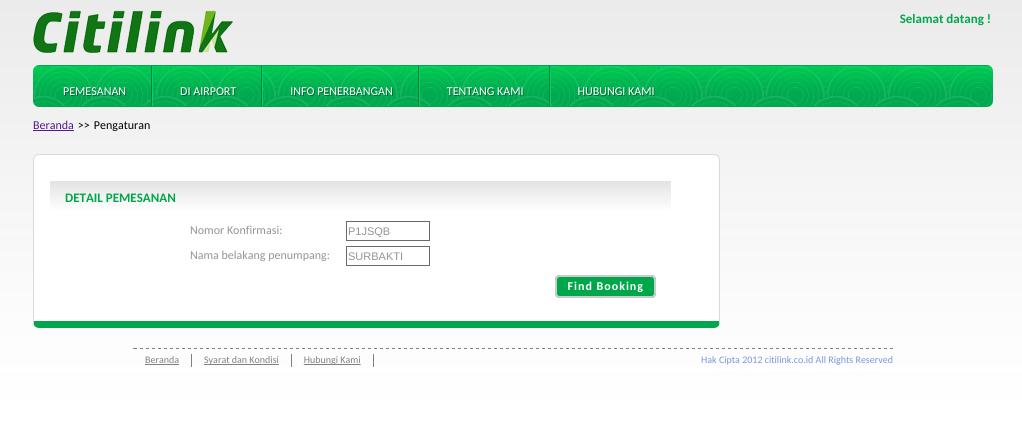 Citilink
Selamat datang !
PEMESANAN DI AIRPORT INFO PENERBANGAN TENTANG KAMI HUBUNGI KAMI
Beranda >> Pengaturan
DETAIL PEMESANAN
Nomor Konfirmasi: P1JSQB
Nama belakang penumpang: SURBAKTI
Find Booking
Beranda Syarat dan Kondisi Hubungi Kami Hak Cipta 2012 citilink.co.id All Rights Reserved